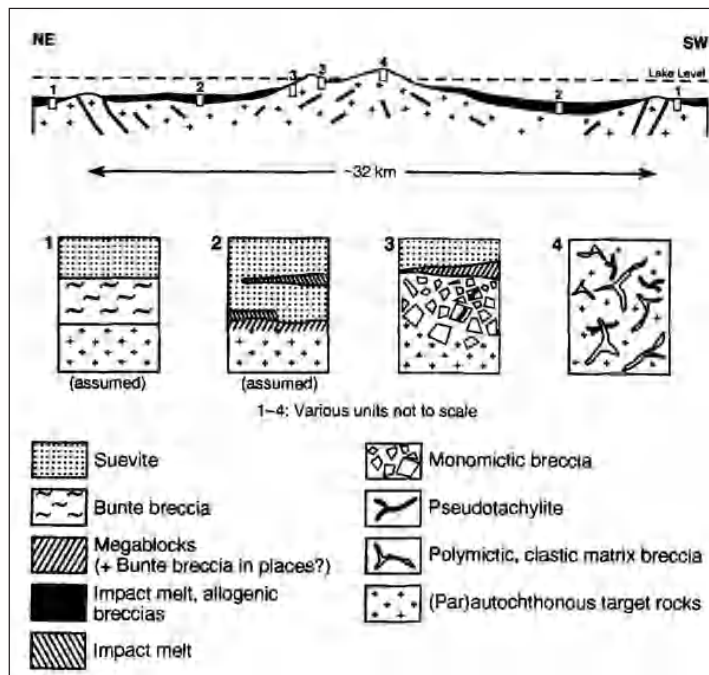 NE
SW
Lake Level
1
2
3
3
4
2
1
~32 km
1
2
3
4
(assumed)
(assumed)
1–4: Various units not to scale
Suevite
Monomictic breccia
Bunte breccia
Pseudotachylite
Megablocks
(+ Bunte breccia in places?)
Polymictic, clastic matrix breccia
Impact melt, allogenic
breccias
(Par)autochthonous target rocks
Impact melt